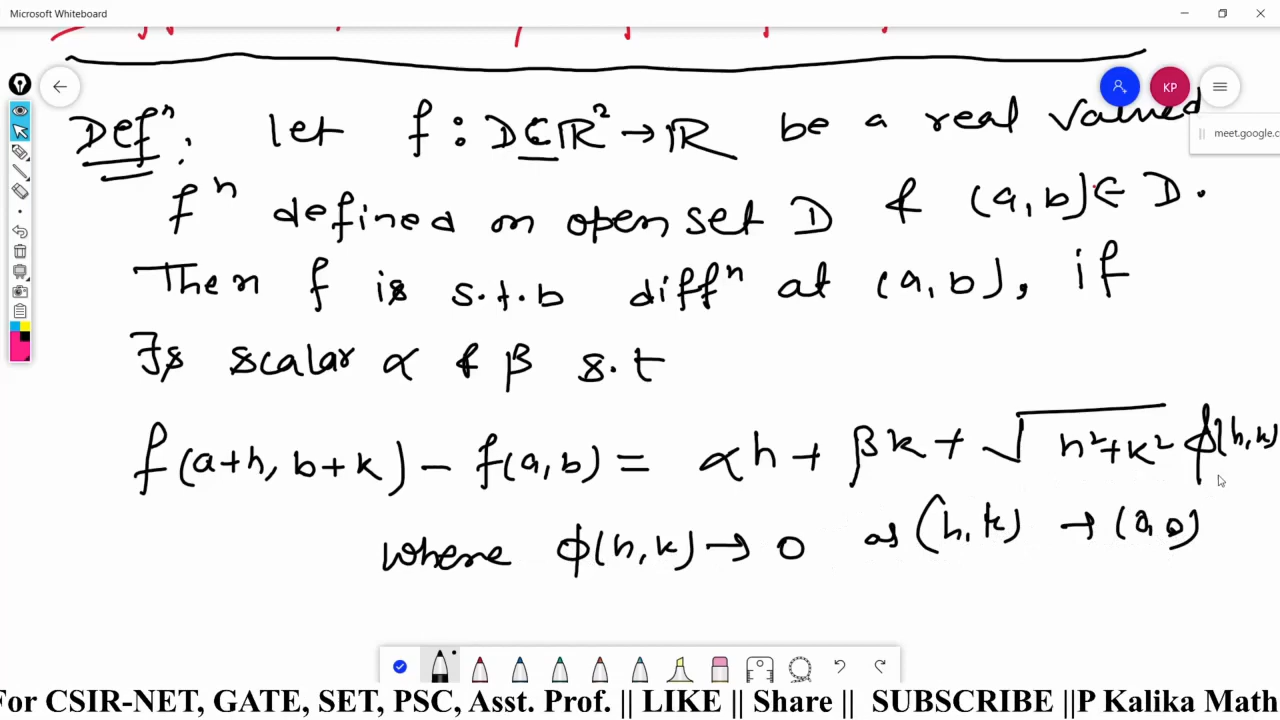 Microsoft Whiteboard
KP
meet.google.c
Defⁿ: let f : D⊆ℝ² → ℝ be a real valued
fⁿ defined on open set D & (a, b) ∈ D.
Then f is s.t.b diffⁿ at (a, b), if
∃s scalar α & β s.t
f(a+h, b+k) - f(a, b) = αh + βk + √h²+k² ϕ(h, k)
where ϕ(h, k) → 0 as (h, k) → (0, 0)
For CSIR-NET, GATE, SET, PSC, Asst. Prof. || LIKE || Share || SUBSCRIBE ||P Kalika Math